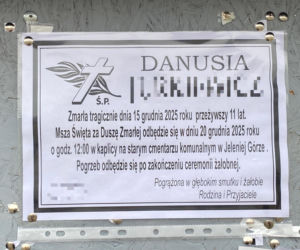 DANUSIA
Ś.P.
Zmarła tragicznie dnia 15 grudnia 2025 roku przeżywszy 11 lat.
Msza Święta za Duszę Zmarłej odbędzie się w dniu 20 grudnia 2025 roku
o godz. 12:00 w kaplicy na starym cmentarzu komunalnym w Jeleniej Górze .
Pogrzeb odbędzie się po zakończeniu ceremonii żałobnej.
Pogrążona w głębokim smutku i żałobie
Rodzina i Przyjaciele